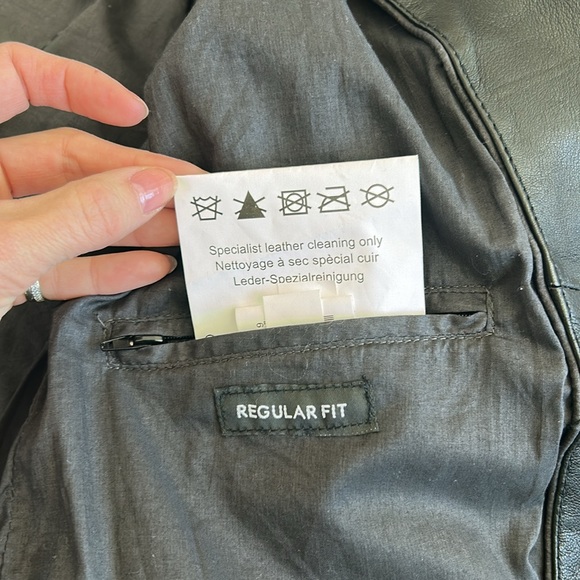 Specialist leather cleaning only
Nettoyage à sec spècial cuir
Leder-Spezialreinigung
REGULAR FIT